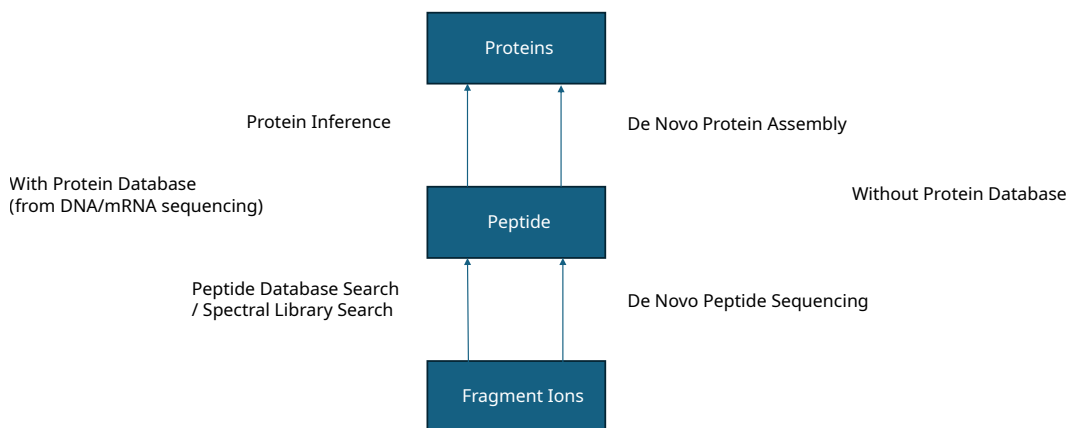 Proteins
Protein Inference
De Novo Protein Assembly
With Protein Database
(from DNA/mRNA sequencing)
Without Protein Database
Peptide
Peptide Database Search
/ Spectral Library Search
De Novo Peptide Sequencing
Fragment Ions